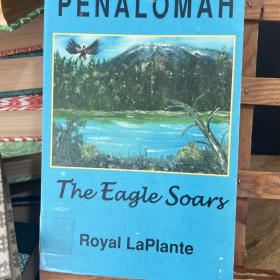 PENALOMAH
The Eagle Soars
Royal LaPlante